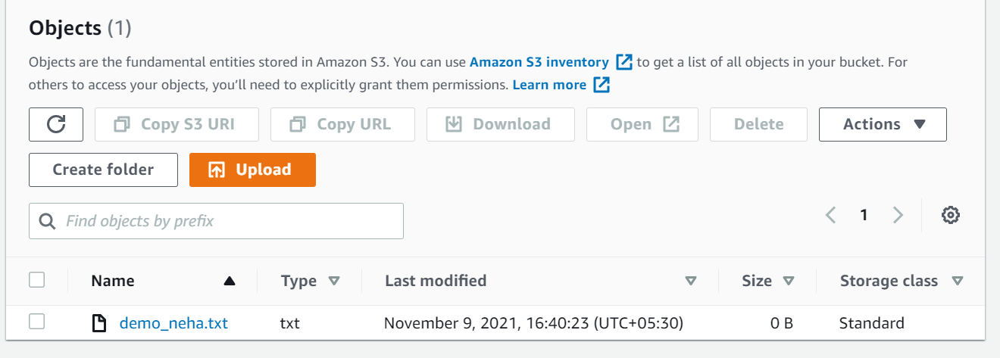 Objects (1)
Objects are the fundamental entities stored in Amazon S3. You can use Amazon S3 inventory to get a list of all objects in your bucket. For
others to access your objects, you’ll need to explicitly grant them permissions. Learn more
Copy S3 URI Copy URL Download Open Delete Actions
Create folder Upload
Find objects by prefix 1
Name Type Last modified Size Storage class
demo_neha.txt txt November 9, 2021, 16:40:23 (UTC+05:30) 0 B Standard